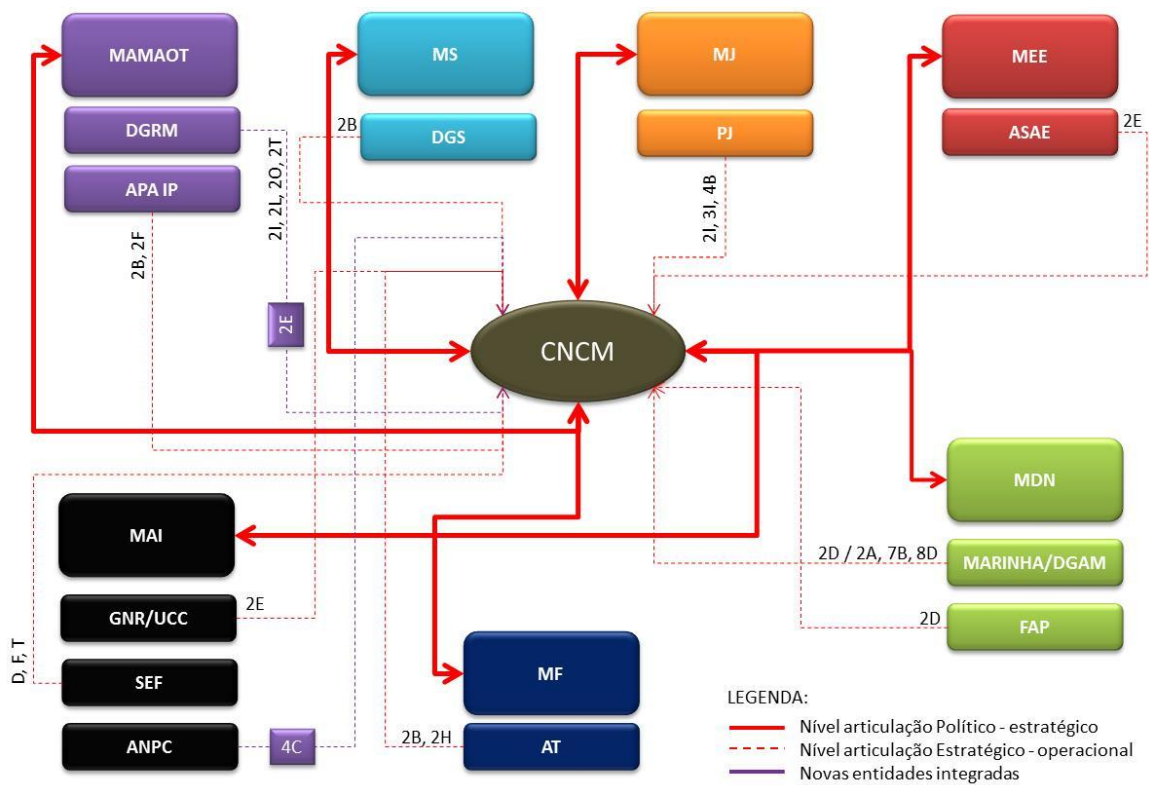 MAMAOT
MS
MJ
MEE
DGRM
2B
DGS
PJ
ASAE
2E
APA IP
2I, 2L, 2O, 2T
2B, 2F
2I, 3I, 4B
2E
CNCM
MDN
MAI
2D / 2A, 7B, 8D
MARINHA/DGAM
GNR/UCC
2E
2D
FAP
D, F, T
SEF
MF
ANPC
4C
2B, 2H
AT
LEGENDA:
Nível articulação Político - estratégico
Nível articulação Estratégico - operacional
Novas entidades integradas